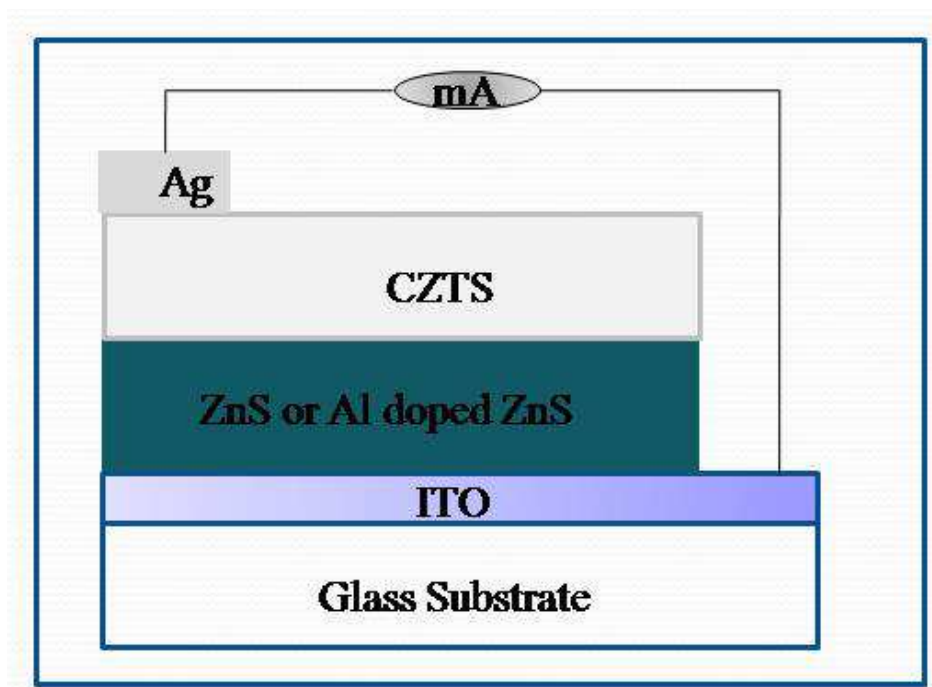 mA
Ag
CZTS
ZnS or Al doped ZnS
ITO
Glass Substrate